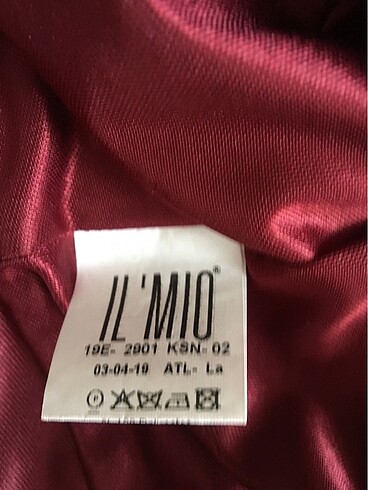 IL'MIO®
19E- 2901 KSN- 02
03-04-19 ATL- La